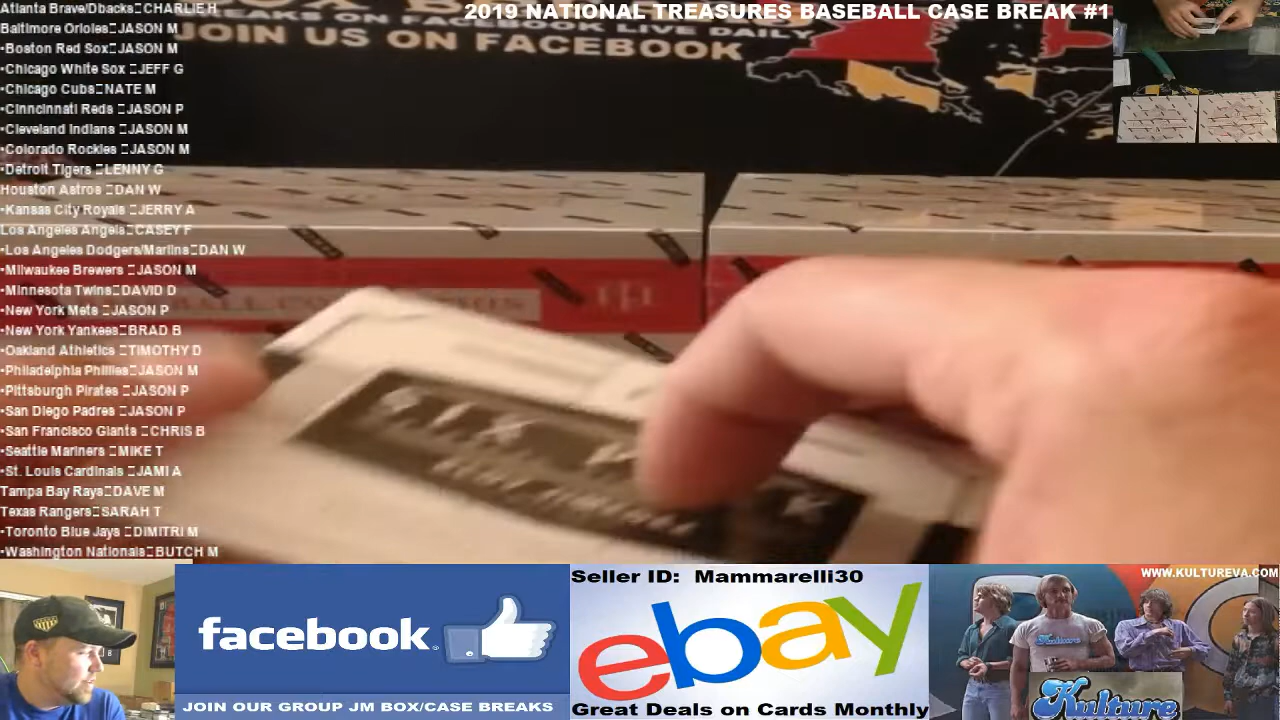 2019 NATIONAL TREASURES BASEBALL CASE BREAK #1
BREAKS ON FACEBOOK LIVE DAILY
JOIN US ON FACEBOOK
Atlanta Brave/Dbacks CHARLIE H
Baltimore Orioles JASON M
•Boston Red Sox JASON M
•Chicago White Sox JEFF G
•Chicago Cubs NATE M
•Cinncinnati Reds JASON P
•Cleveland Indians JASON M
•Colorado Rockies JASON M
•Detroit Tigers LENNY G
Houston Astros DAN W
•Kansas City Royals JERRY A
Los Angeles Angels CASEY F
•Los Angeles Dodgers/Marlins DAN W
•Milwaukee Brewers JASON M
•Minnesota Twins DAVID D
•New York Mets JASON P
•New York Yankees BRAD B
•Oakland Athletics TIMOTHY D
•Philadelphia Phillies JASON M
•Pittsburgh Pirates JASON P
•San Diego Padres JASON P
•San Francisco Giants CHRIS B
•Seattle Mariners MIKE T
•St. Louis Cardinals JAMI A
Tampa Bay Rays DAVE M
Texas Rangers SARAH T
•Toronto Blue Jays DIMITRI M
•Washington Nationals BUTCH M
facebook
JOIN OUR GROUP JM BOX/CASE BREAKS
Seller ID: Mammarelli30
ebay
Great Deals on Cards Monthly
WWW.KULTUREVA.COM
Kulture
Kulture